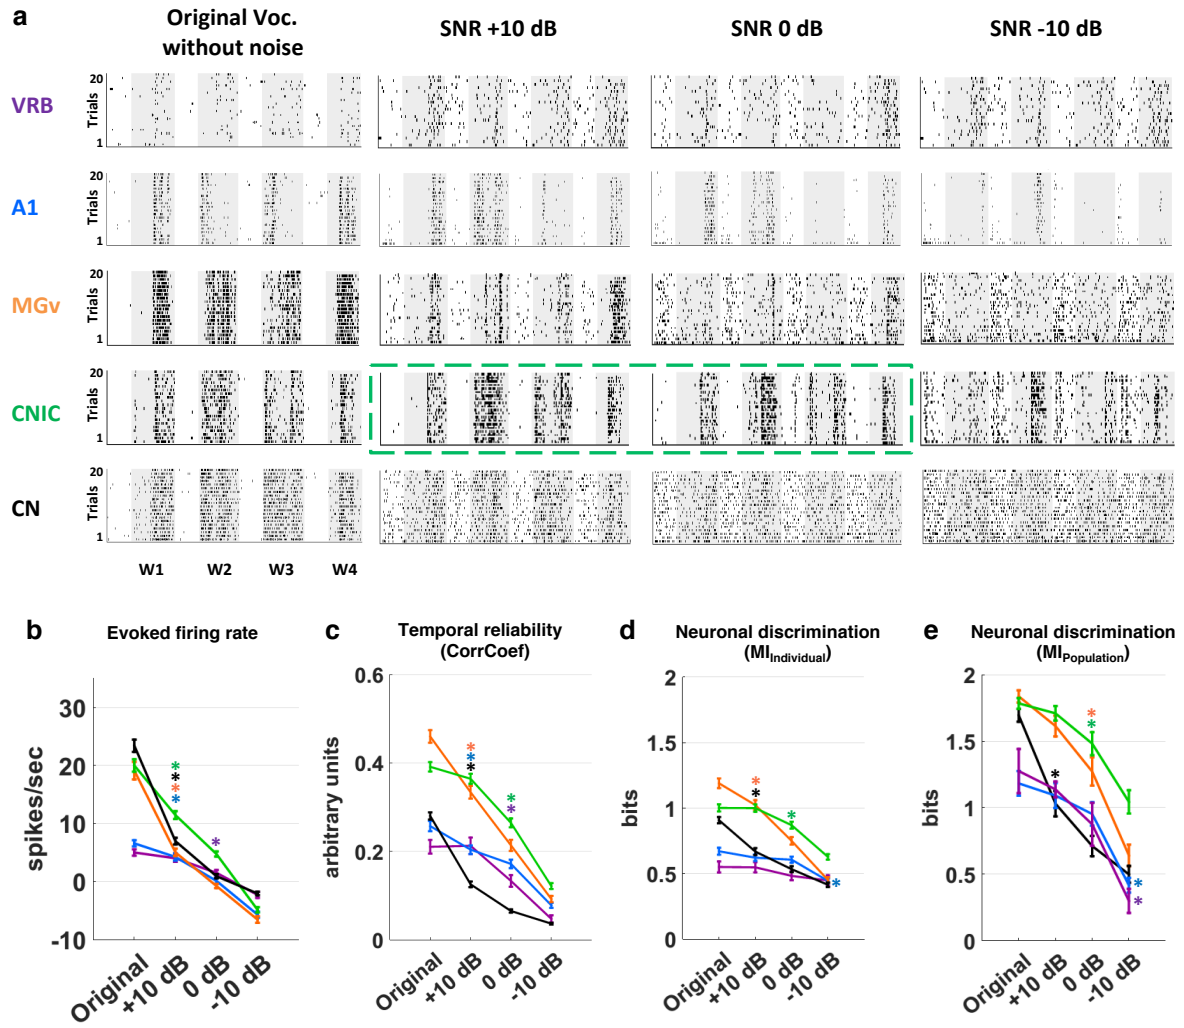 a
Original Voc.
without noise
SNR +10 dB
SNR 0 dB
SNR -10 dB
VRB
Trials
20
1
A1
Trials
20
1
MGv
Trials
20
1
CNIC
Trials
20
1
CN
Trials
20
1
W1 W2 W3 W4
b
Evoked firing rate
spikes/sec
30
20
10
0
-10
* * * *
*
Original +10 dB 0 dB -10 dB
c
Temporal reliability
(CorrCoef)
arbitrary units
0.6
0.4
0.2
0
* * *
* *
Original +10 dB 0 dB -10 dB
d
Neuronal discrimination
(MIIndividual)
bits
2
1.5
1
0.5
0
* *
*
*
Original +10 dB 0 dB -10 dB
e
Neuronal discrimination
(MIPopulation)
bits
2
1.5
1
0.5
0
*
* *
* *
Original +10 dB 0 dB -10 dB